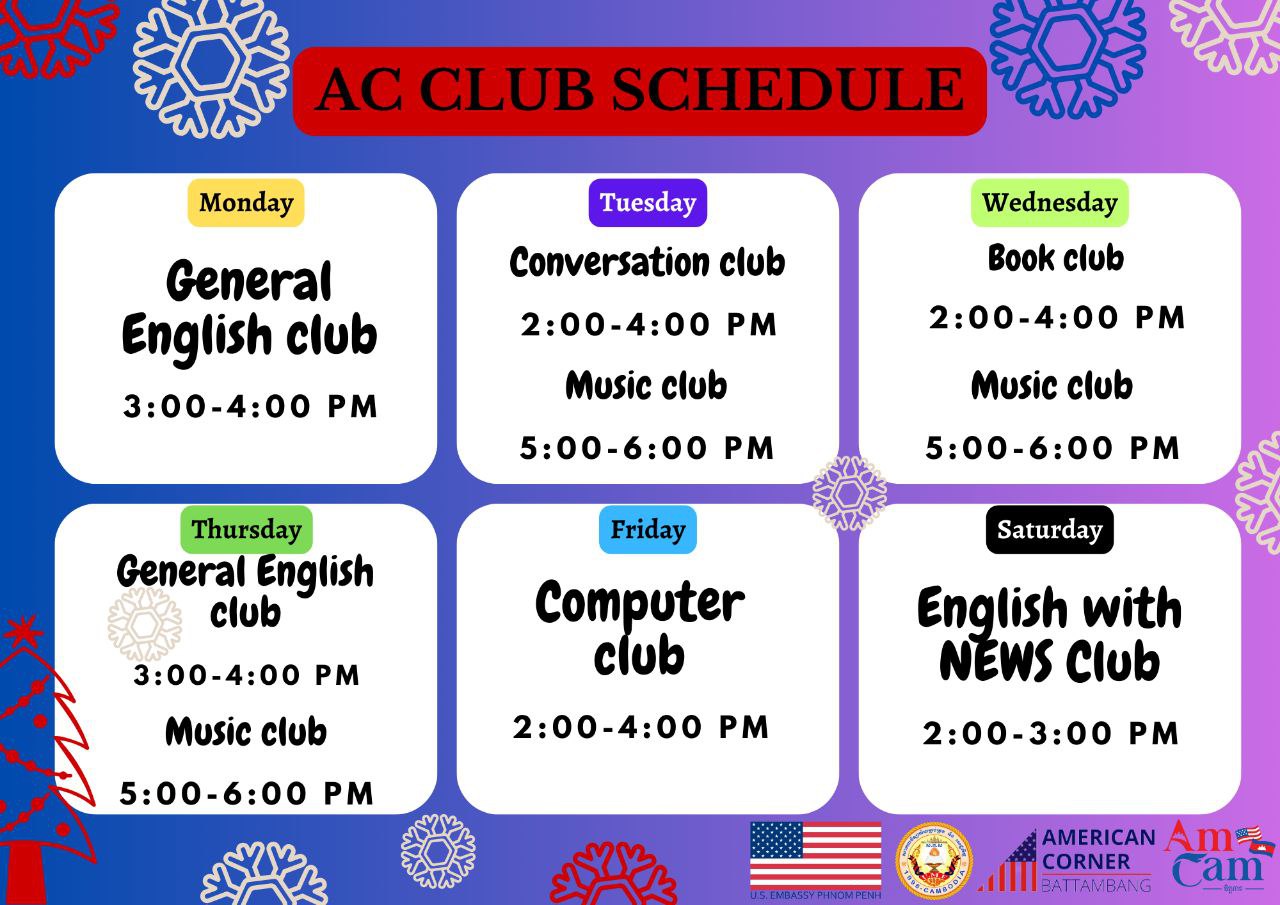 AC CLUB SCHEDULE
Monday
General
English club
3:00-4:00 PM
Tuesday
Conversation club
2:00-4:00 PM
Music club
5:00-6:00 PM
Wednesday
Book club
2:00-4:00 PM
Music club
5:00-6:00 PM
Thursday
General English
club
3:00-4:00 PM
Music club
5:00-6:00 PM
Friday
Computer
club
2:00-4:00 PM
Saturday
English with
NEWS Club
2:00-3:00 PM
U.S. EMBASSY PHNOM PENH
1996-CAMBODIA
AMERICAN
CORNER
BATTAMBANG
Am
Cam